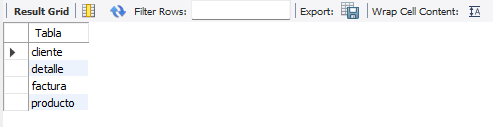 Result Grid Filter Rows: Export: Wrap Cell Content:
Tabla
cliente
detalle
factura
producto